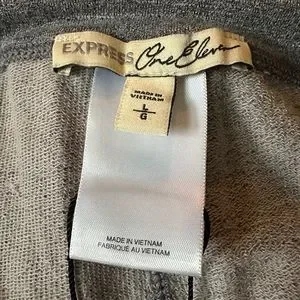 EXPRESS One Eleven
MADE IN
VIETNAM
L
G
MADE IN VIETNAM
FABRIQUÉ AU VIETNAM